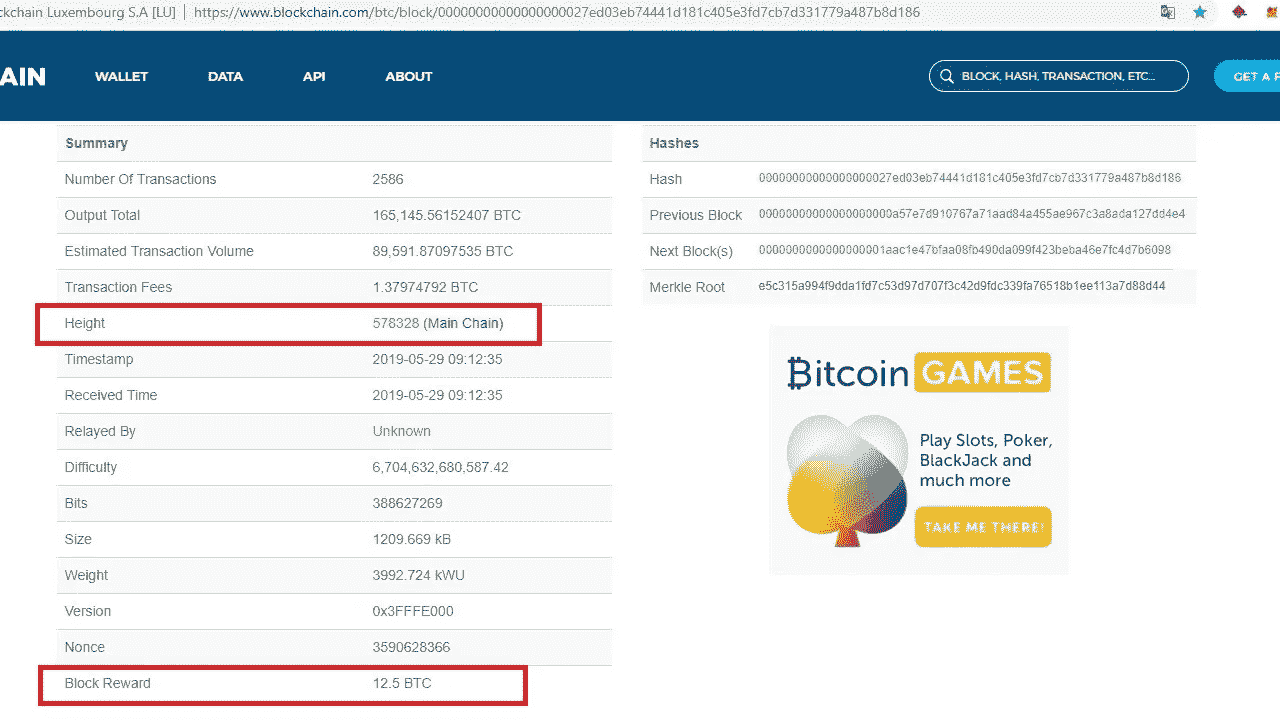 ckchain Luxembourg S.A [LU] | https://www.blockchain.com/btc/block/00000000000000000027ed03eb74441d181c405e3fd7cb7d331779a487b8d186
AIN WALLET DATA API ABOUT BLOCK, HASH, TRANSACTION, ETC... GET A F
Summary
Number Of Transactions 2586
Output Total 165,145.56152407 BTC
Estimated Transaction Volume 89,591.87097535 BTC
Transaction Fees 1.37974792 BTC
Height 578328 (Main Chain)
Timestamp 2019-05-29 09:12:35
Received Time 2019-05-29 09:12:35
Relayed By Unknown
Difficulty 6,704,632,680,587.42
Bits 388627269
Size 1209.669 kB
Weight 3992.724 kWU
Version 0x3FFFE000
Nonce 3590628366
Block Reward 12.5 BTC
Hashes
Hash 00000000000000000027ed03eb74441d181c405e3fd7cb7d331779a487b8d186
Previous Block 0000000000000000000a57e7d910767a71aad84a455ae967c3a8ada127dd4e4
Next Block(s) 0000000000000000001aac1e47bfaa08fb490da099f423beba46e7fc4d7b6098
Merkle Root e5c315a994f9dda1fd7c53d97d707f3c42d9fdc339fa76518b1ee113a7d88d44
Bitcoin GAMES
Play Slots, Poker,
BlackJack and
much more
TAKE ME THERE!